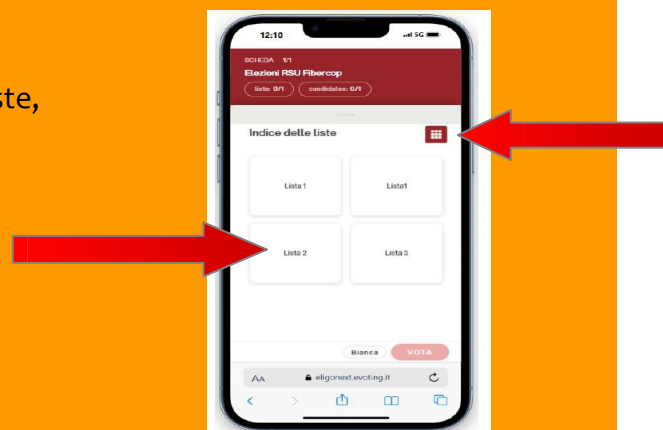 ste,
12:10
5G
SCHEDA 1/1
Elezioni RSU Fibercop
lists: 0/1 candidates: 0/1
Indice delle liste
Lista 1 Lista1
Lista 2 Lista 3
Bianca VOTA
AA eligonext.evoting.it